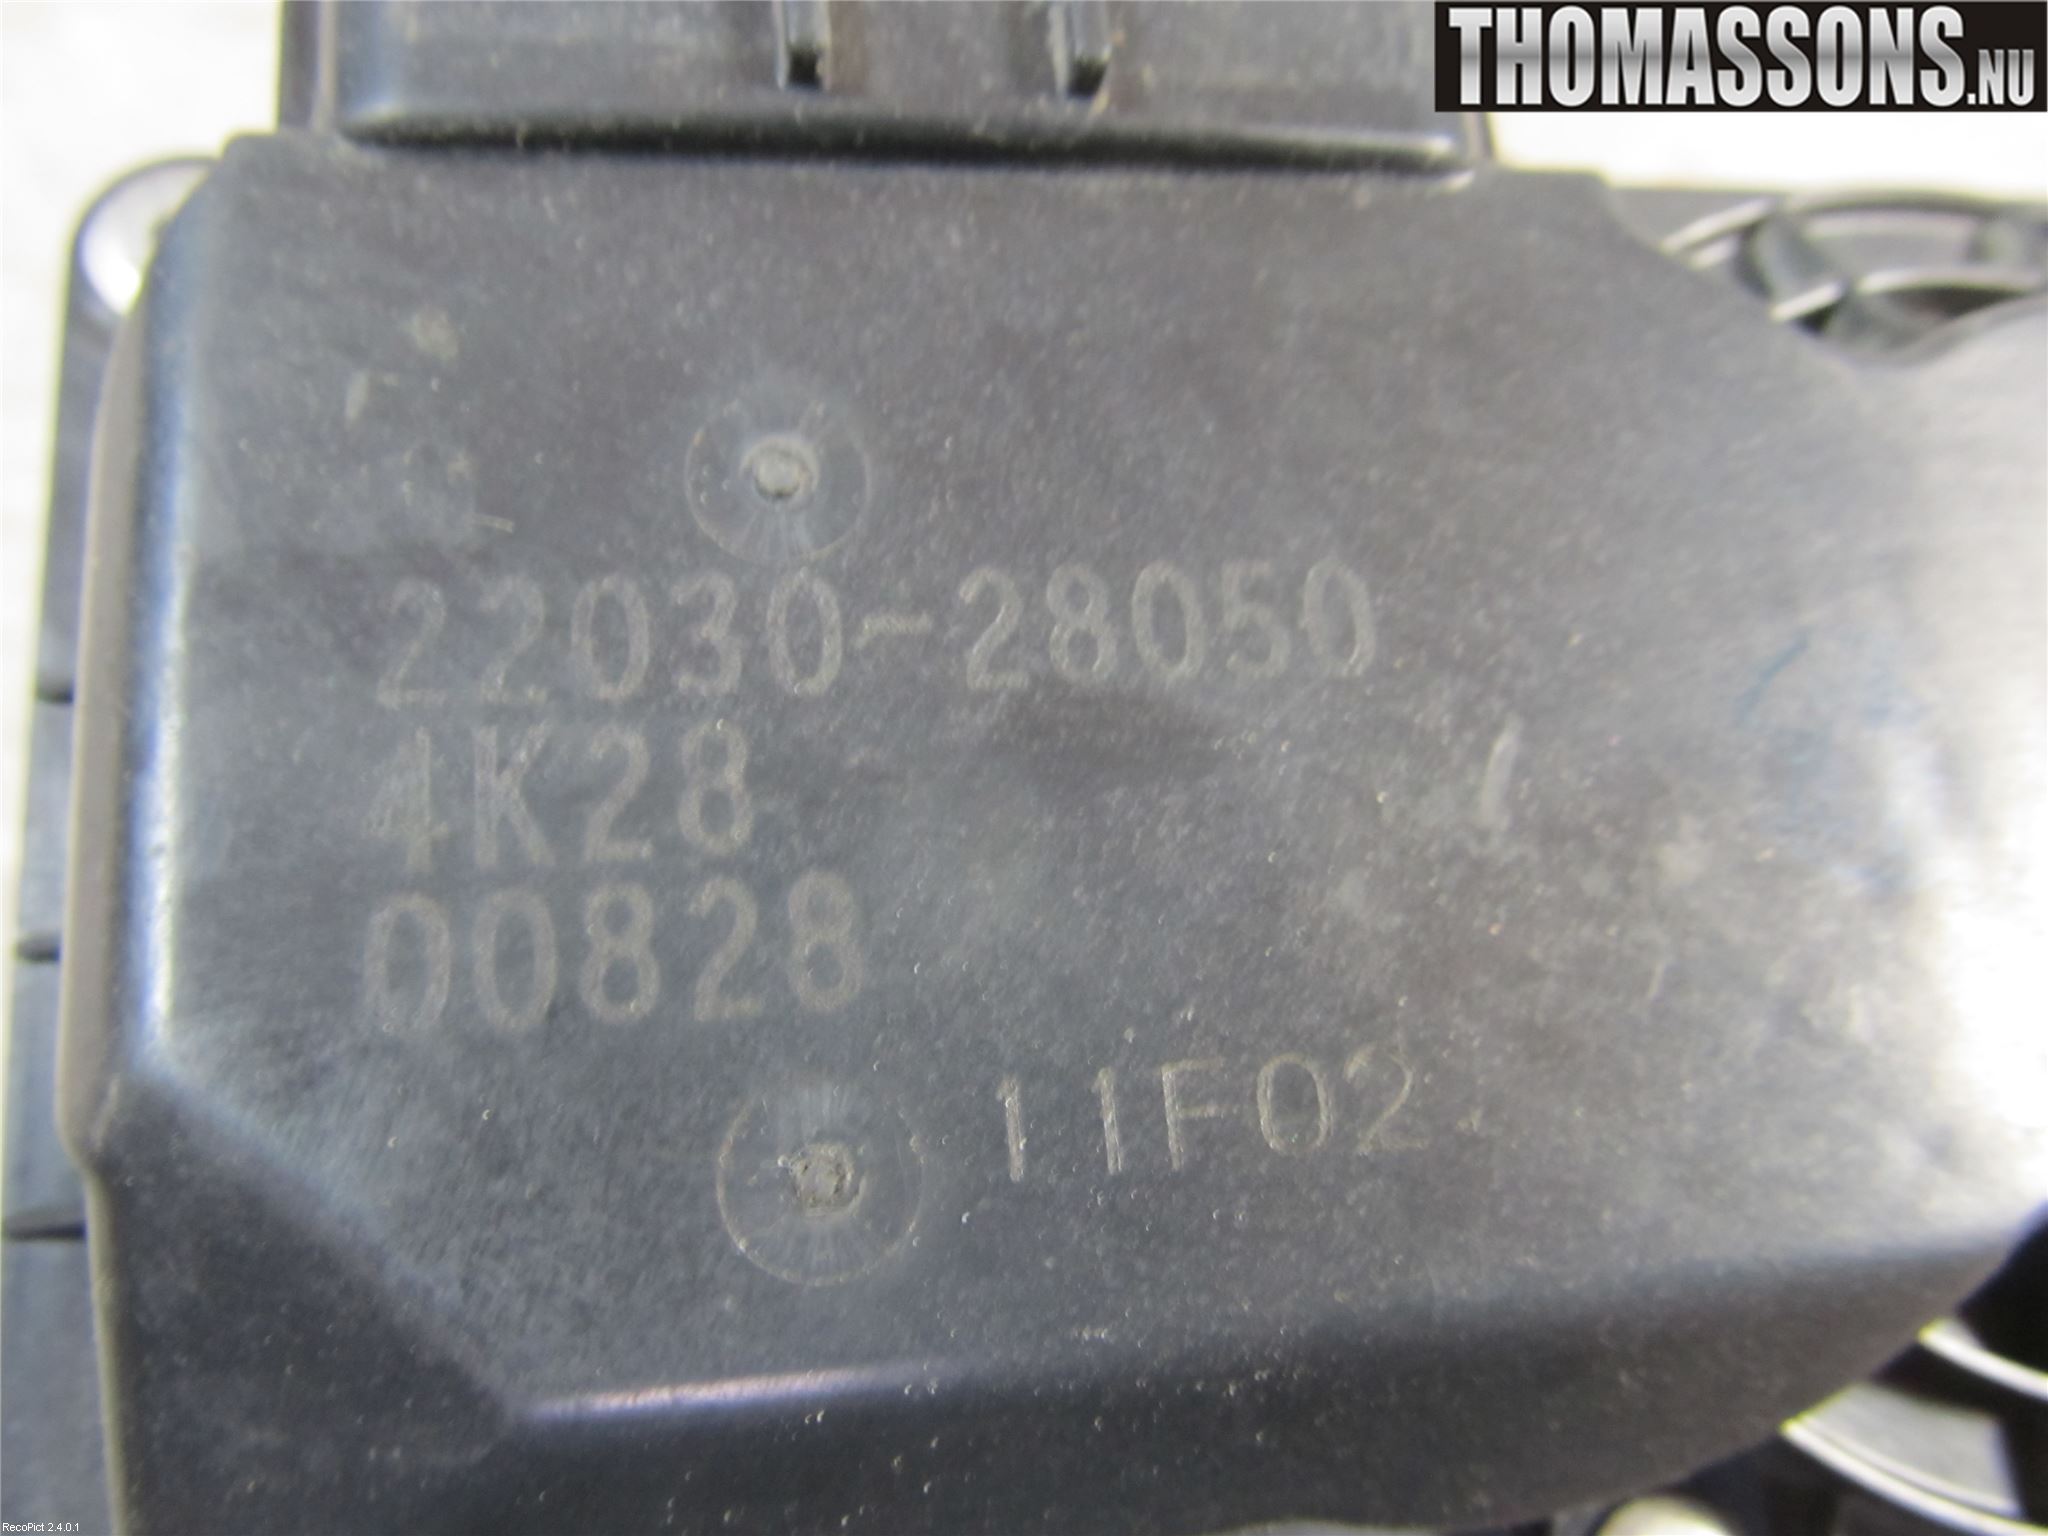 THOMASSONS.NU
22030-28050
4K28
00828
11F02
RecoPict 2.4.0.1